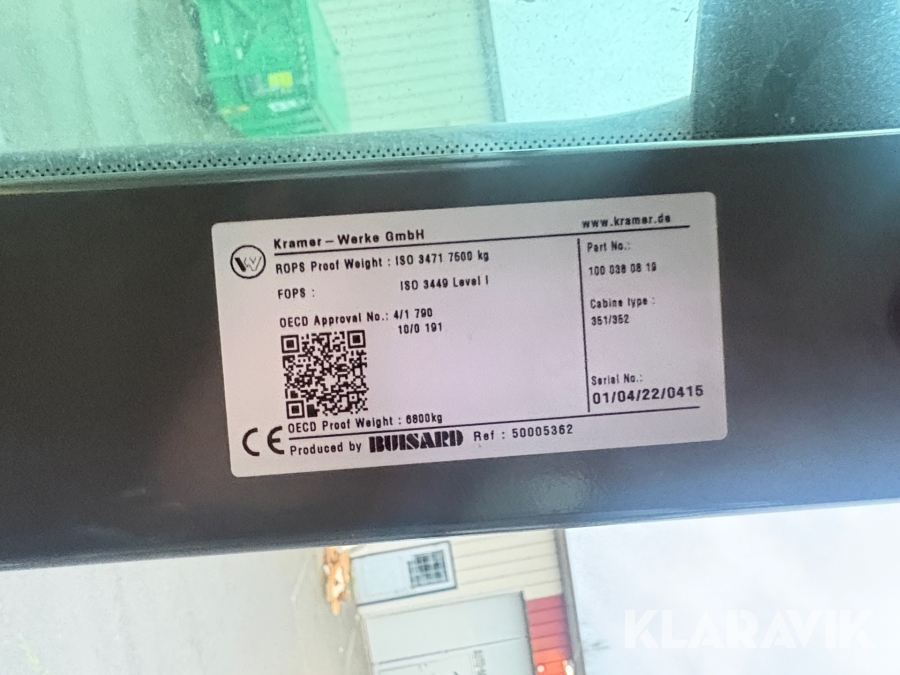 Kramer-Werke GmbH
www.kramer.de
ROPS Proof Weight : ISO 3471 7500 kg
FOPS : ISO 3449 Level I
OECD Approval No.: 4/1 790
10/0 191
OECD Proof Weight : 6800kg
Part No.:
100 038 08 19
Cabine type :
351/352
Serial No.:
01/04/22/0415
CE Produced by BUISARD Ref : 50005362
KLARAVIK